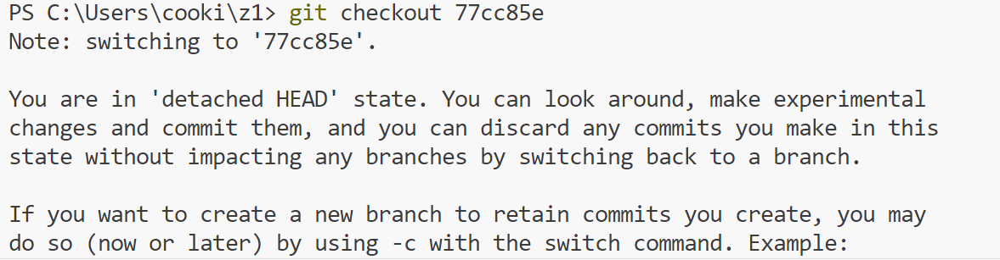 PS C:\Users\cooki\z1> git checkout 77cc85e
Note: switching to '77cc85e'.
You are in 'detached HEAD' state. You can look around, make experimental
changes and commit them, and you can discard any commits you make in this
state without impacting any branches by switching back to a branch.
If you want to create a new branch to retain commits you create, you may
do so (now or later) by using -c with the switch command. Example: